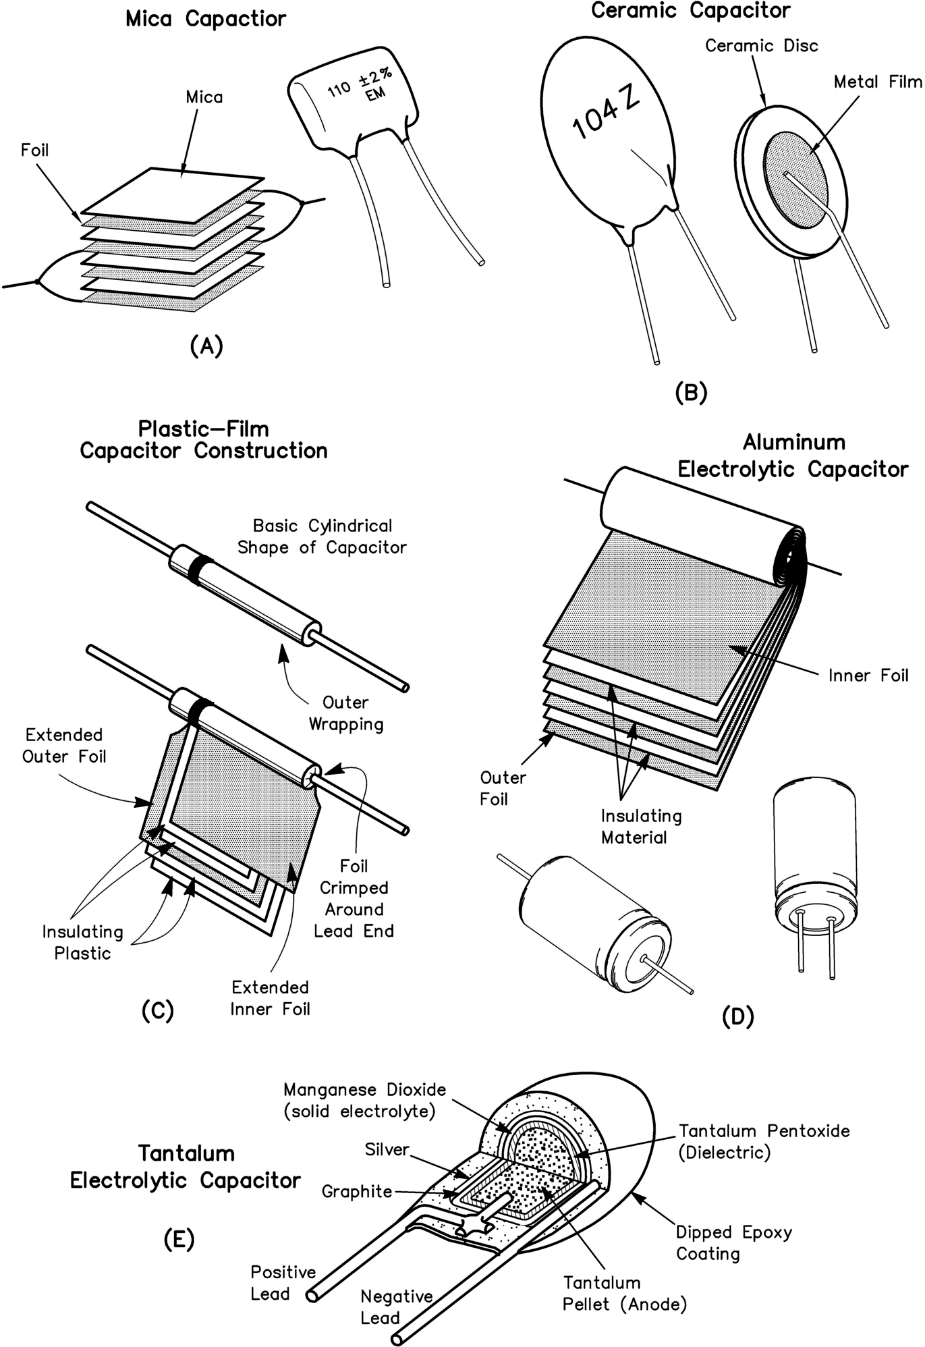 Mica Capactior
Mica
Foil
110 ±2%
EM
(A)
Ceramic Capacitor
Ceramic Disc
Metal Film
104 Z
(B)
Plastic-Film
Capacitor Construction
Basic Cylindrical
Shape of Capacitor
Outer
Wrapping
Extended
Outer Foil
Foil
Crimped
Around
Lead End
Insulating
Plastic
Extended
Inner Foil
(C)
Aluminum
Electrolytic Capacitor
Inner Foil
Outer
Foil
Insulating
Material
(D)
Tantalum
Electrolytic Capacitor
(E)
Manganese Dioxide
(solid electrolyte)
Silver
Graphite
Tantalum Pentoxide
(Dielectric)
Dipped Epoxy
Coating
Tantalum
Pellet (Anode)
Positive
Lead
Negative
Lead